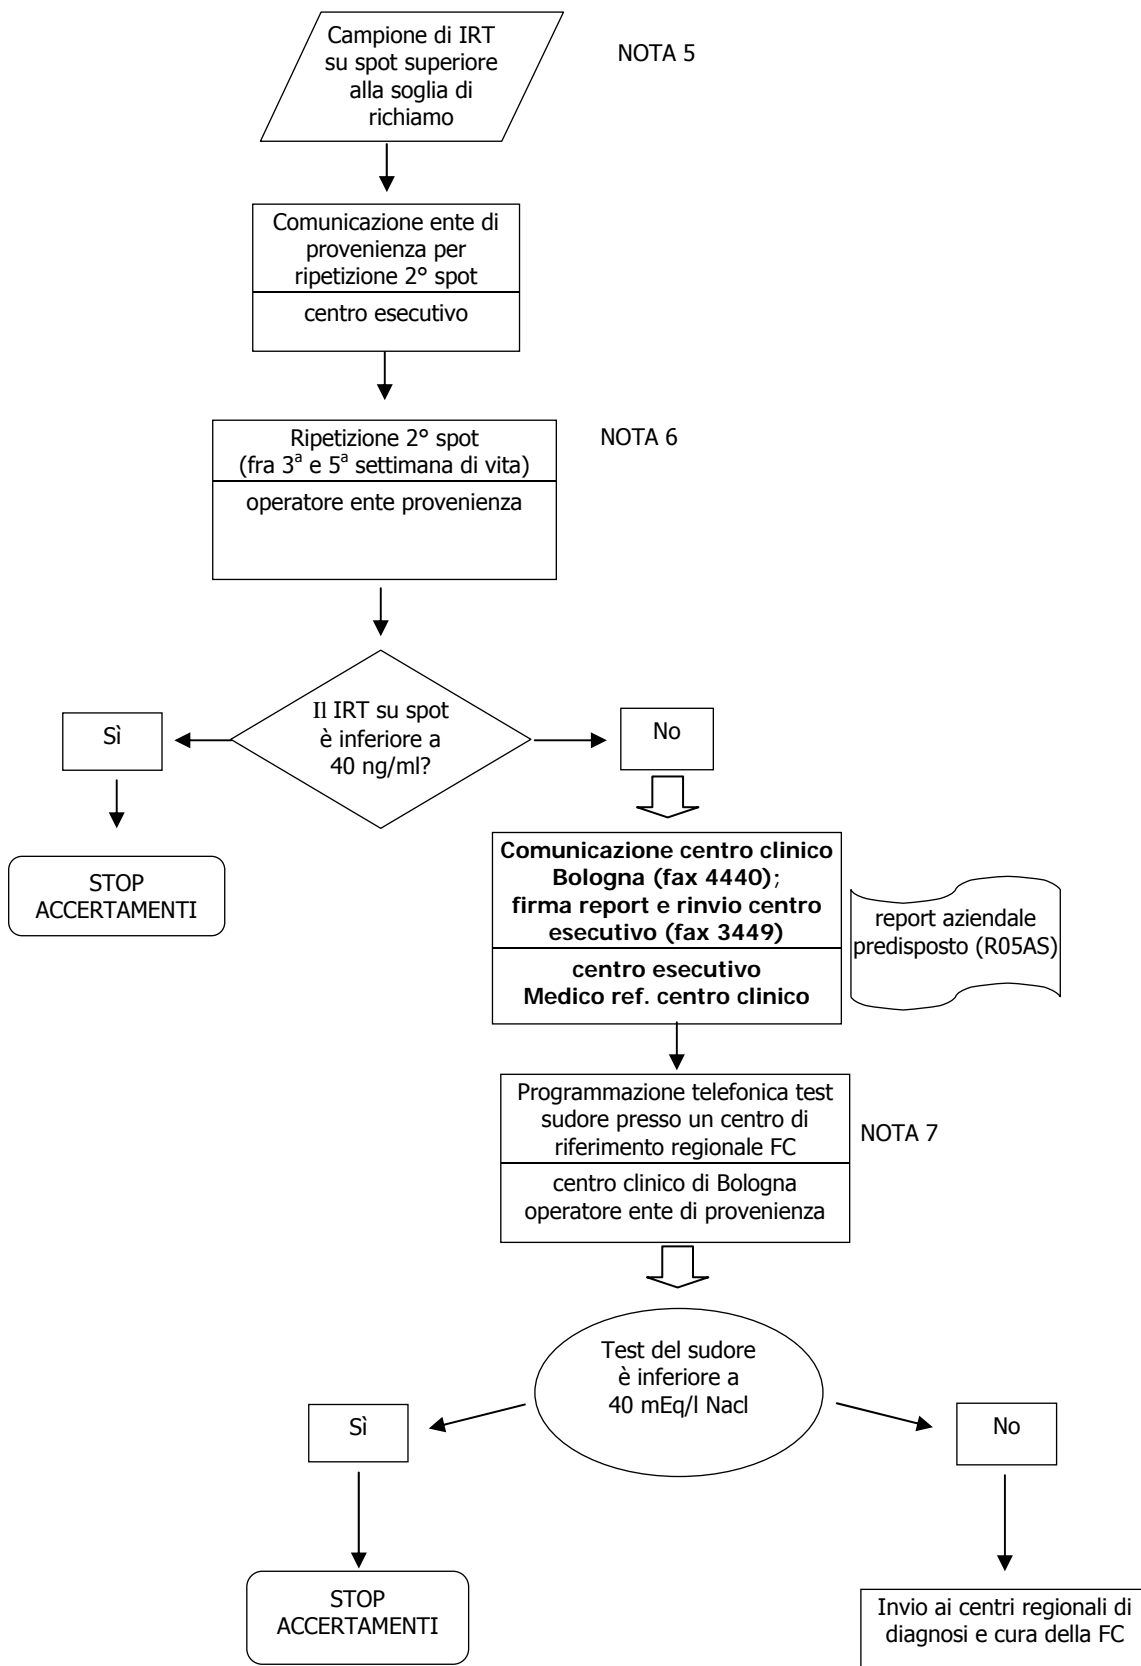 Campione di IRT
su spot superiore
alla soglia di
richiamo
NOTA 5
Comunicazione ente di
provenienza per
ripetizione 2° spot
centro esecutivo
Ripetizione 2° spot
(fra 3ª e 5ª settimana di vita)
operatore ente provenienza
NOTA 6
Il IRT su spot
è inferiore a
40 ng/ml?
Sì
No
STOP
ACCERTAMENTI
Comunicazione centro clinico
Bologna (fax 4440);
firma report e rinvio centro
esecutivo (fax 3449)
centro esecutivo
Medico ref. centro clinico
report aziendale
predisposto (R05AS)
Programmazione telefonica test
sudore presso un centro di
riferimento regionale FC
centro clinico di Bologna
operatore ente di provenienza
NOTA 7
Test del sudore
è inferiore a
40 mEq/l Nacl
Sì
No
STOP
ACCERTAMENTI
Invio ai centri regionali di
diagnosi e cura della FC